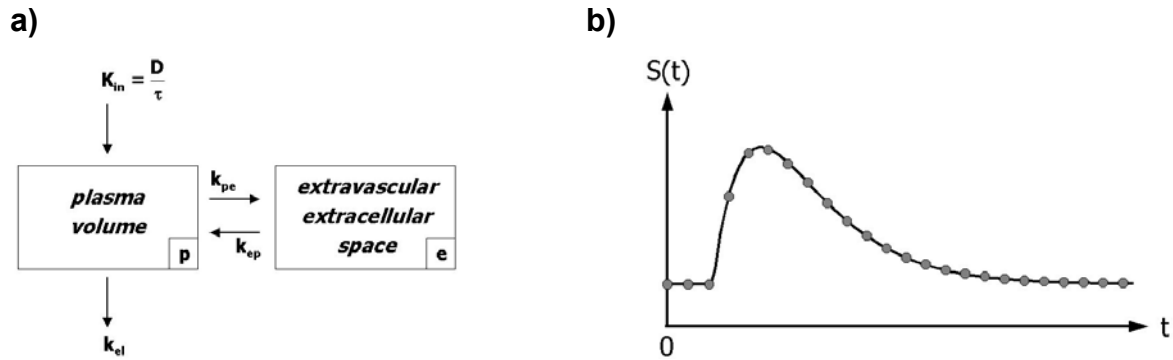 a)
K_in = D/τ
plasma
volume
p
k_pe
k_ep
extravascular
extracellular
space
e
k_el
b)
S(t)
0
t